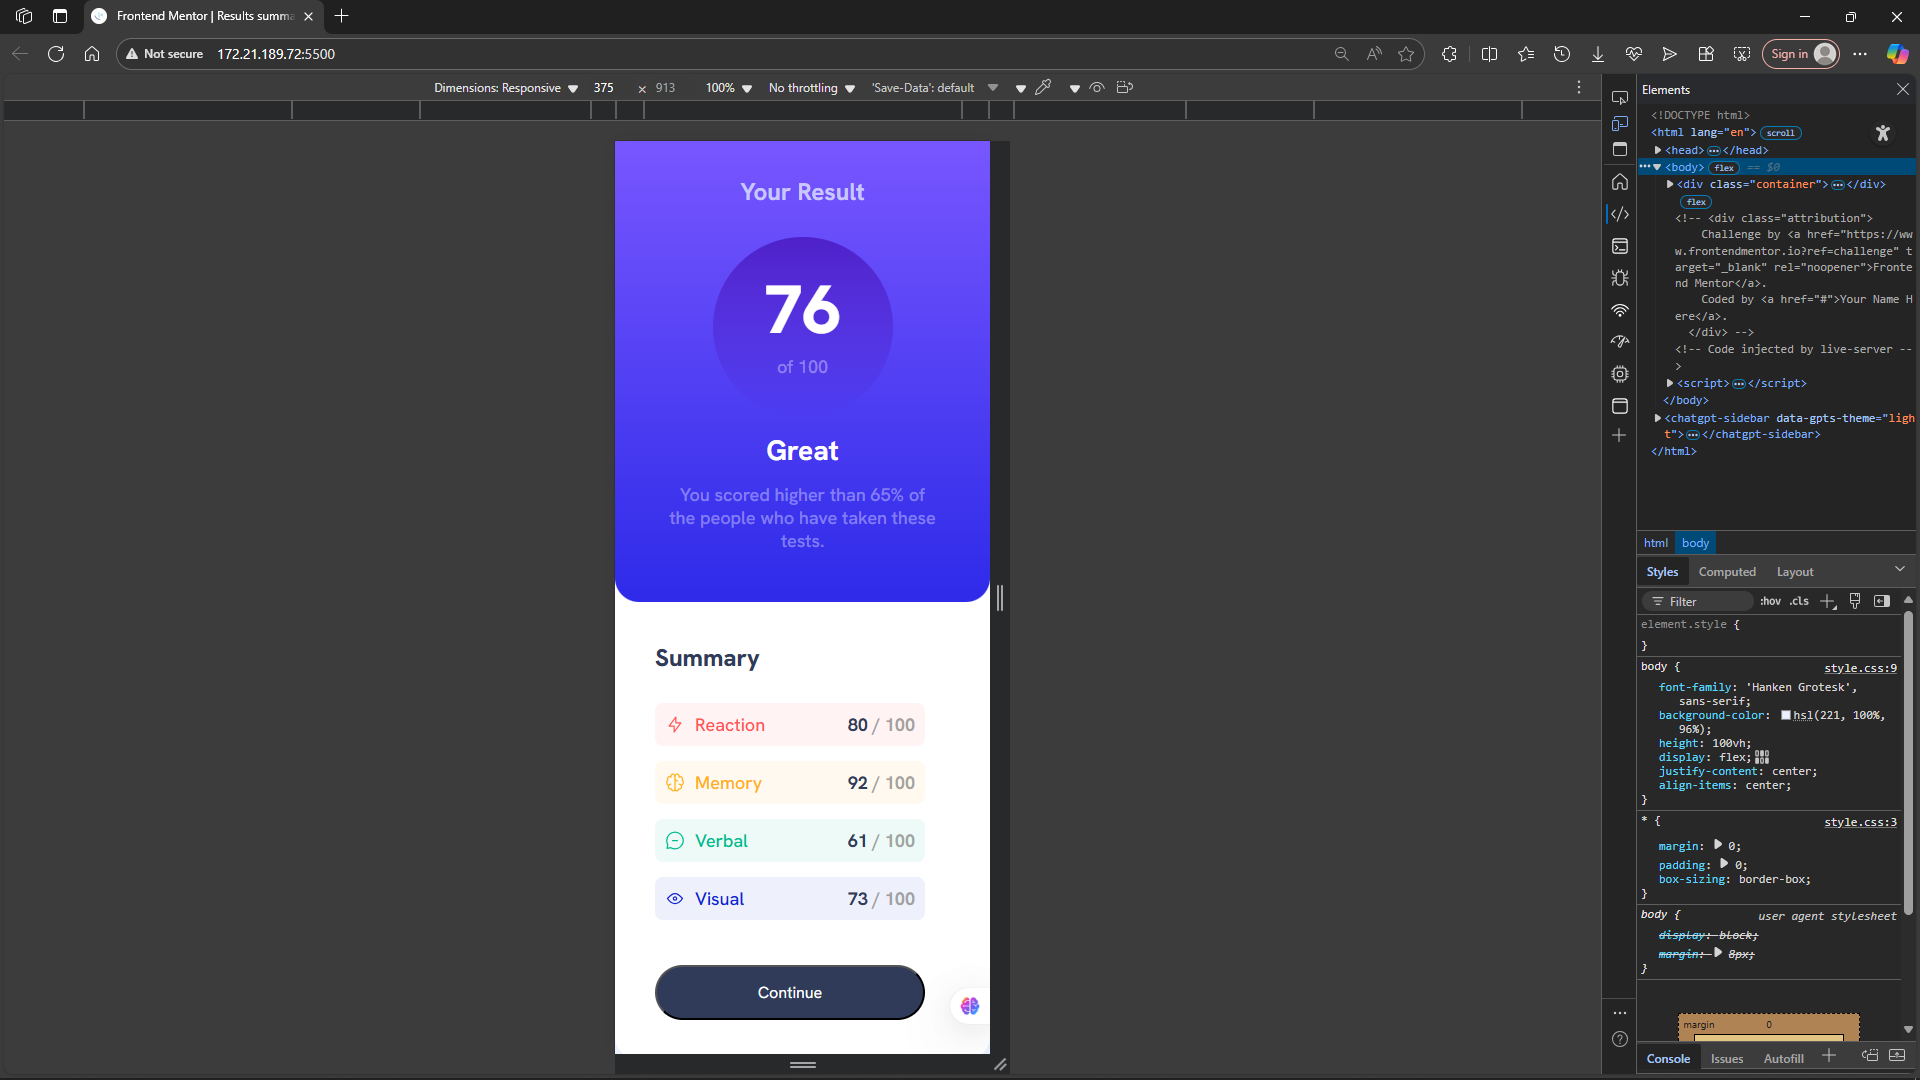 Frontend Mentor | Results summa
Not secure 172.21.189.72:5500
Sign in
Dimensions: Responsive 375 × 913 100% No throttling 'Save-Data': default
Your Result
76
of 100
Great
You scored higher than 65% of
the people who have taken these
tests.
Summary
Reaction 80 / 100
Memory 92 / 100
Verbal 61 / 100
Visual 73 / 100
Continue
Elements
<!DOCTYPE html>
<html lang="en"> scroll
<head> ⋯ </head>
<body> flex == $0
<div class="container"> ⋯ </div>
flex
<!-- <div class="attribution">
Challenge by <a href="https://ww
w.frontendmentor.io?ref=challenge" t
arget="_blank" rel="noopener">Fronte
nd Mentor</a>.
Coded by <a href="#">Your Name H
ere</a>.
</div> -->
<!-- Code injected by live-server --
>
<script> ⋯ </script>
</body>
<chatgpt-sidebar data-gpts-theme="ligh
t"> ⋯ </chatgpt-sidebar>
</html>
html body
Styles Computed Layout
Filter :hov .cls
element.style {
}
body { style.css:9
font-family: 'Hanken Grotesk',
sans-serif;
background-color: hsl(221, 100%,
96%);
height: 100vh;
display: flex;
justify-content: center;
align-items: center;
}
* { style.css:3
margin: 0;
padding: 0;
box-sizing: border-box;
}
body { user agent stylesheet
display: block;
margin: 8px;
}
margin 0
Console Issues Autofill